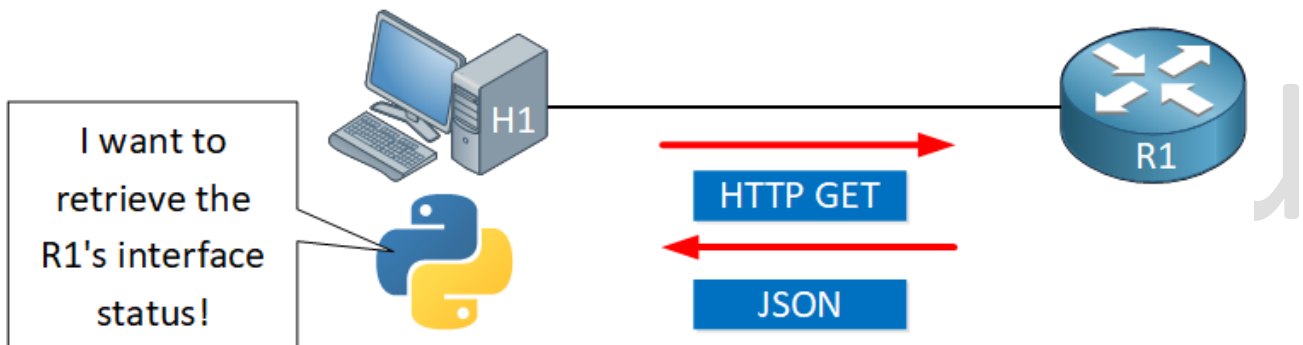 I want to
retrieve the
R1's interface
status!
H1
R1
HTTP GET
JSON